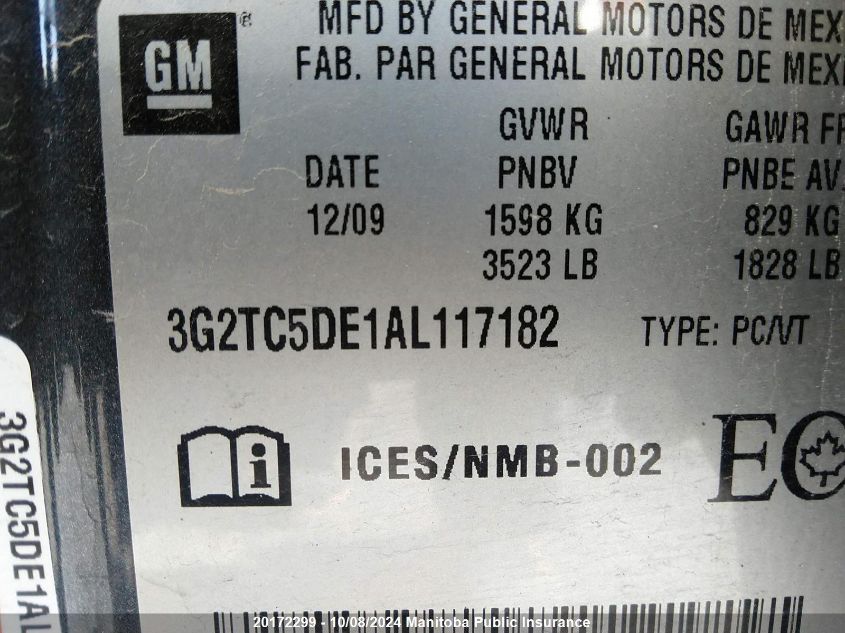 GM ®
MFD BY GENERAL MOTORS DE MEX
FAB. PAR GENERAL MOTORS DE MEX
GVWR GAWR FR
DATE PNBV PNBE AV.
12/09 1598 KG 829 KG
3523 LB 1828 LB
3G2TC5DE1AL117182 TYPE: PC/VT
i ICES/NMB-002 EC
3G2TC5DE1AL
20172299 - 10/08/2024 Manitoba Public Insurance